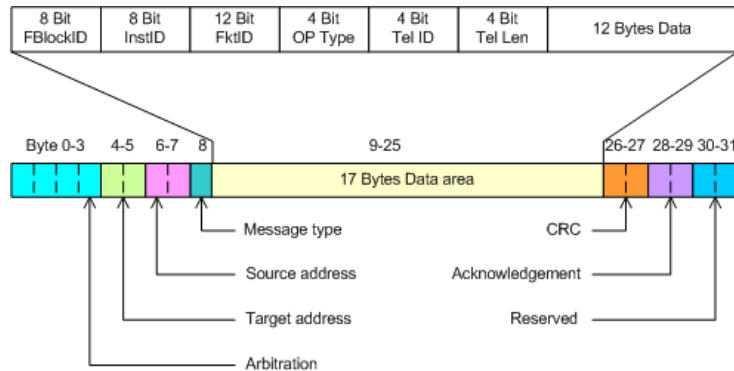 8 Bit
FBlockID
8 Bit
InstID
12 Bit
FktID
4 Bit
OP Type
4 Bit
Tel ID
4 Bit
Tel Len
12 Bytes Data
Byte 0-3
4-5
6-7
8
9-25
26-27
28-29
30-31
17 Bytes Data area
Message type
CRC
Source address
Acknowledgement
Target address
Reserved
Arbitration